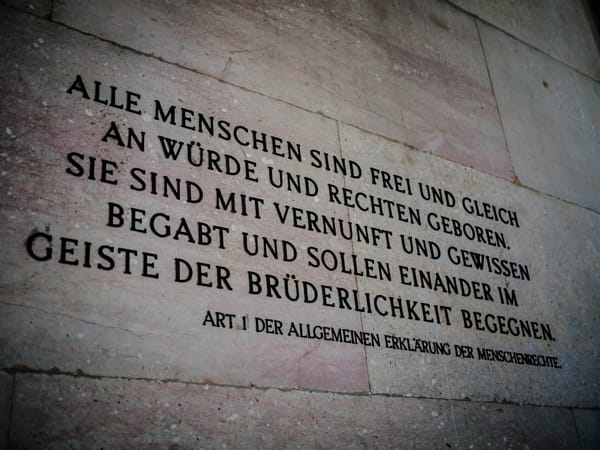 ALLE MENSCHEN SIND FREI UND GLEICH
AN WÜRDE UND RECHTEN GEBOREN.
SIE SIND MIT VERNUNFT UND GEWISSEN
BEGABT UND SOLLEN EINANDER IM
GEISTE DER BRÜDERLICHKEIT BEGEGNEN.
ART 1 DER ALLGEMEINEN ERKLÄRUNG DER MENSCHENRECHTE.